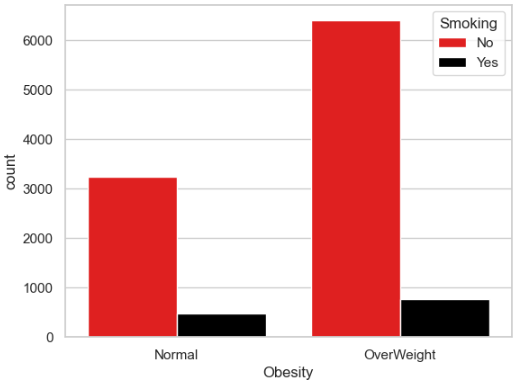 Smoking
No
Yes
6000
5000
4000
3000
2000
1000
0
count
Normal
OverWeight
Obesity